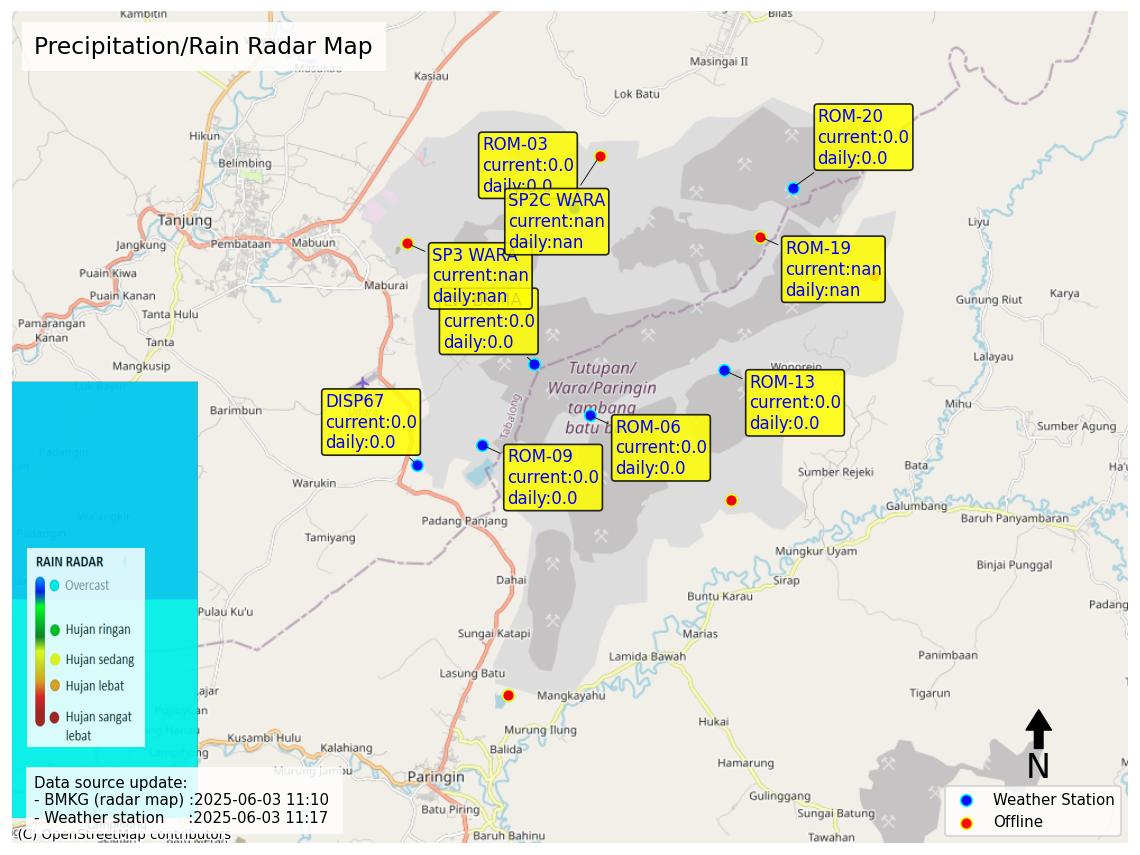 Kambitin
Bilas
Precipitation/Rain Radar Map
Masukau
Masingai II
Kasiau
Lok Batu
Hikun
Belimbing
ROM-03
current:0.0
daily:0.0
ROM-20
current:0.0
daily:0.0
SP2C WARA
current:nan
daily:nan
Tanjung
Jangkung
Pembataan
Mabuun
Liyu
SP3 WARA
current:nan
daily:nan
ROM-19
current:nan
daily:nan
Puain Kiwa
Puain Kanan
Maburai
Gunung Riut
Karya
Tanta Hulu
Pamarangan
Kanan
Tanta
current:0.0
daily:0.0
Mangkusip
Lalayau
Wonorejo
Tutupan/
Wara/Paringin
tambang
batu b
Tabalong
ROM-13
current:0.0
daily:0.0
DISP67
current:0.0
daily:0.0
Barimbun
Mihu
ROM-06
current:0.0
daily:0.0
Sumber Agung
ROM-09
current:0.0
daily:0.0
Padangin
Sumber Rejeki
Bata
Warukin
Galumbang
Baruh Panyambaran
Padang Panjang
Walangkir
Padangin
Tamiyang
Mungkur Uyam
Binjai Punggal
RAIN RADAR
Overcast
Hujan ringan
Hujan sedang
Hujan lebat
Hujan sangat
lebat
Dahai
Sirap
Buntu Karau
Padang
Pulau Ku'u
Sungai Katapi
Marias
Lamida Bawah
Panimbaan
Lasung Batu
Mangkayahu
Tigarun
Murung Ilung
Hukai
Kusambi Hulu
Kalahiang
Balida
Hamarung
N
Murung Jambu
Paringin
Data source update:
- BMKG (radar map) :2025-06-03 11:10
- Weather station :2025-06-03 11:17
Gulinggang
Weather Station
Offline
Batu Piring
Sungai Batung
Baruh Bahinu
Tawahan
(C) OpenStreetMap contributors